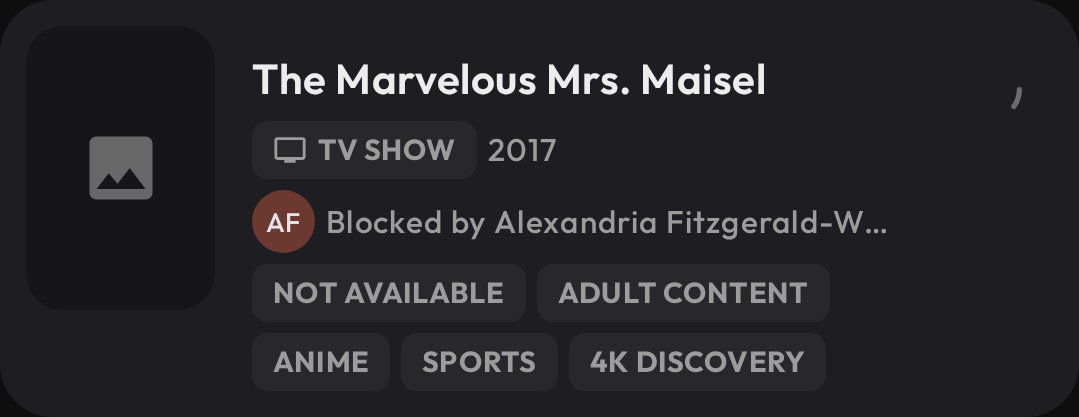 The Marvelous Mrs. Maisel
TV SHOW 2017
AF Blocked by Alexandria Fitzgerald-W...
NOT AVAILABLE ADULT CONTENT
ANIME SPORTS 4K DISCOVERY